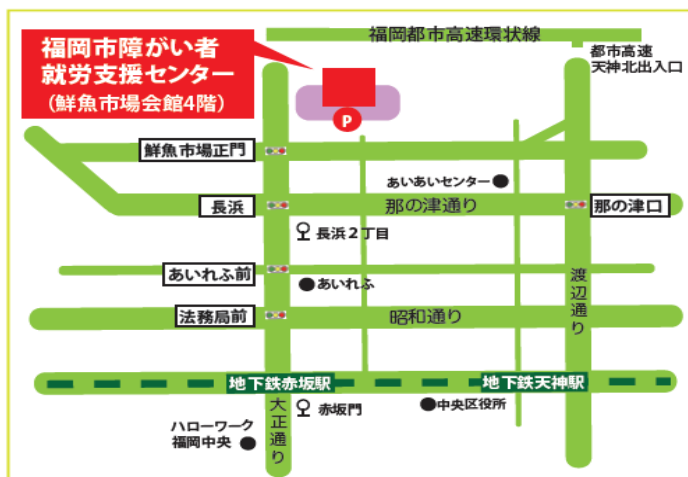 福岡市障がい者
就労支援センター
(鮮魚市場会館4階)
福岡都市高速環状線
都市高速
天神北出入口
P
鮮魚市場正門
あいあいセンター
長浜
那の津通り
那の津口
長浜2丁目
あいれふ前
あいれふ
渡辺通り
法務局前
昭和通り
地下鉄赤坂駅
地下鉄天神駅
大正通り
赤坂門
中央区役所
ハローワーク
福岡中央